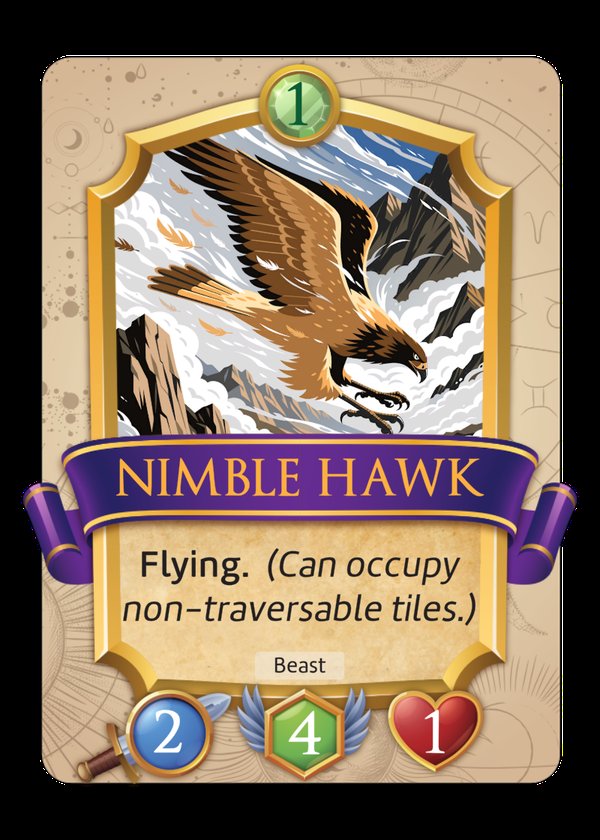 1
NIMBLE HAWK
Flying. (Can occupy
non-traversable tiles.)
Beast
2 4 1